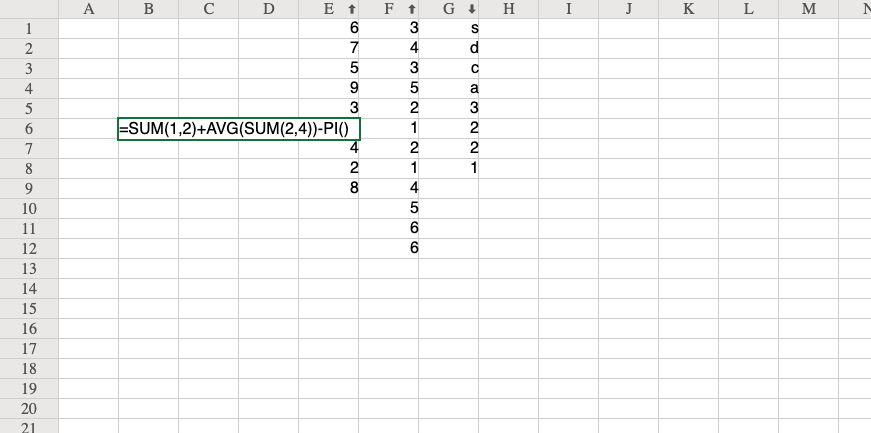 A B C D E ↑ F ↑ G ↓ H I J K L M N
1 6 3 s
2 7 4 d
3 5 3 c
4 9 5 a
5 3 2 3
6 =SUM(1,2)+AVG(SUM(2,4))-PI() 1 2
7 4 2 2
8 2 1 1
9 8 4
10 5
11 6
12 6
13
14
15
16
17
18
19
20
21